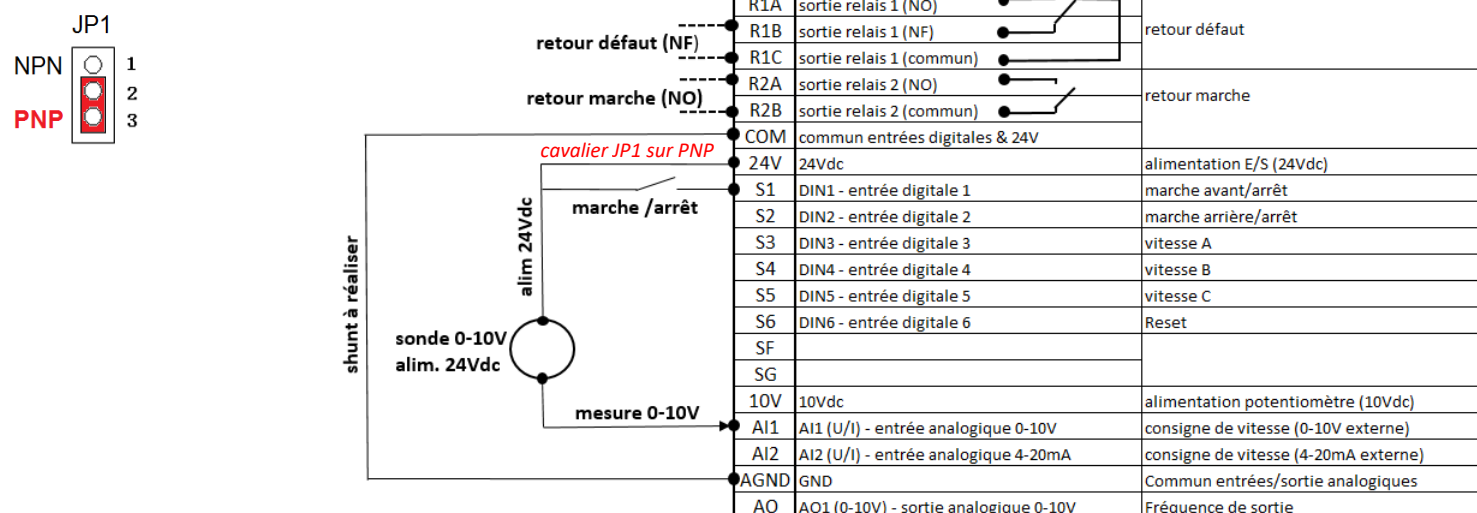 JP1
NPN 1
2
PNP 3
R1A sortie relais 1 (NO)
retour défaut (NF) R1B sortie relais 1 (NF) retour défaut
R1C sortie relais 1 (commun)
R2A sortie relais 2 (NO)
retour marche (NO) retour marche
R2B sortie relais 2 (commun)
COM commun entrées digitales & 24V
cavalier JP1 sur PNP
24V 24Vdc alimentation E/S (24Vdc)
S1 DIN1 - entrée digitale 1 marche avant/arrêt
marche /arrêt
S2 DIN2 - entrée digitale 2 marche arrière/arrêt
alim 24Vdc
S3 DIN3 - entrée digitale 3 vitesse A
S4 DIN4 - entrée digitale 4 vitesse B
shunt à réaliser
S5 DIN5 - entrée digitale 5 vitesse C
S6 DIN6 - entrée digitale 6 Reset
sonde 0-10V
alim. 24Vdc
SF
SG
10V 10Vdc alimentation potentiomètre (10Vdc)
mesure 0-10V
AI1 AI1 (U/I) - entrée analogique 0-10V consigne de vitesse (0-10V externe)
AI2 AI2 (U/I) - entrée analogique 4-20mA consigne de vitesse (4-20mA externe)
AGND GND Commun entrées/sortie analogiques
AO AO1 (0-10V) - sortie analogique 0-10V Fréquence de sortie